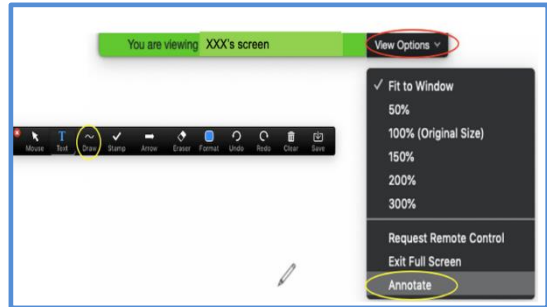 You are viewing XXX's screen
View Options
Fit to Window
50%
100% (Original Size)
150%
200%
300%
Request Remote Control
Exit Full Screen
Annotate
Mouse Text Draw Stamp Arrow Eraser Format Undo Redo Clear Save